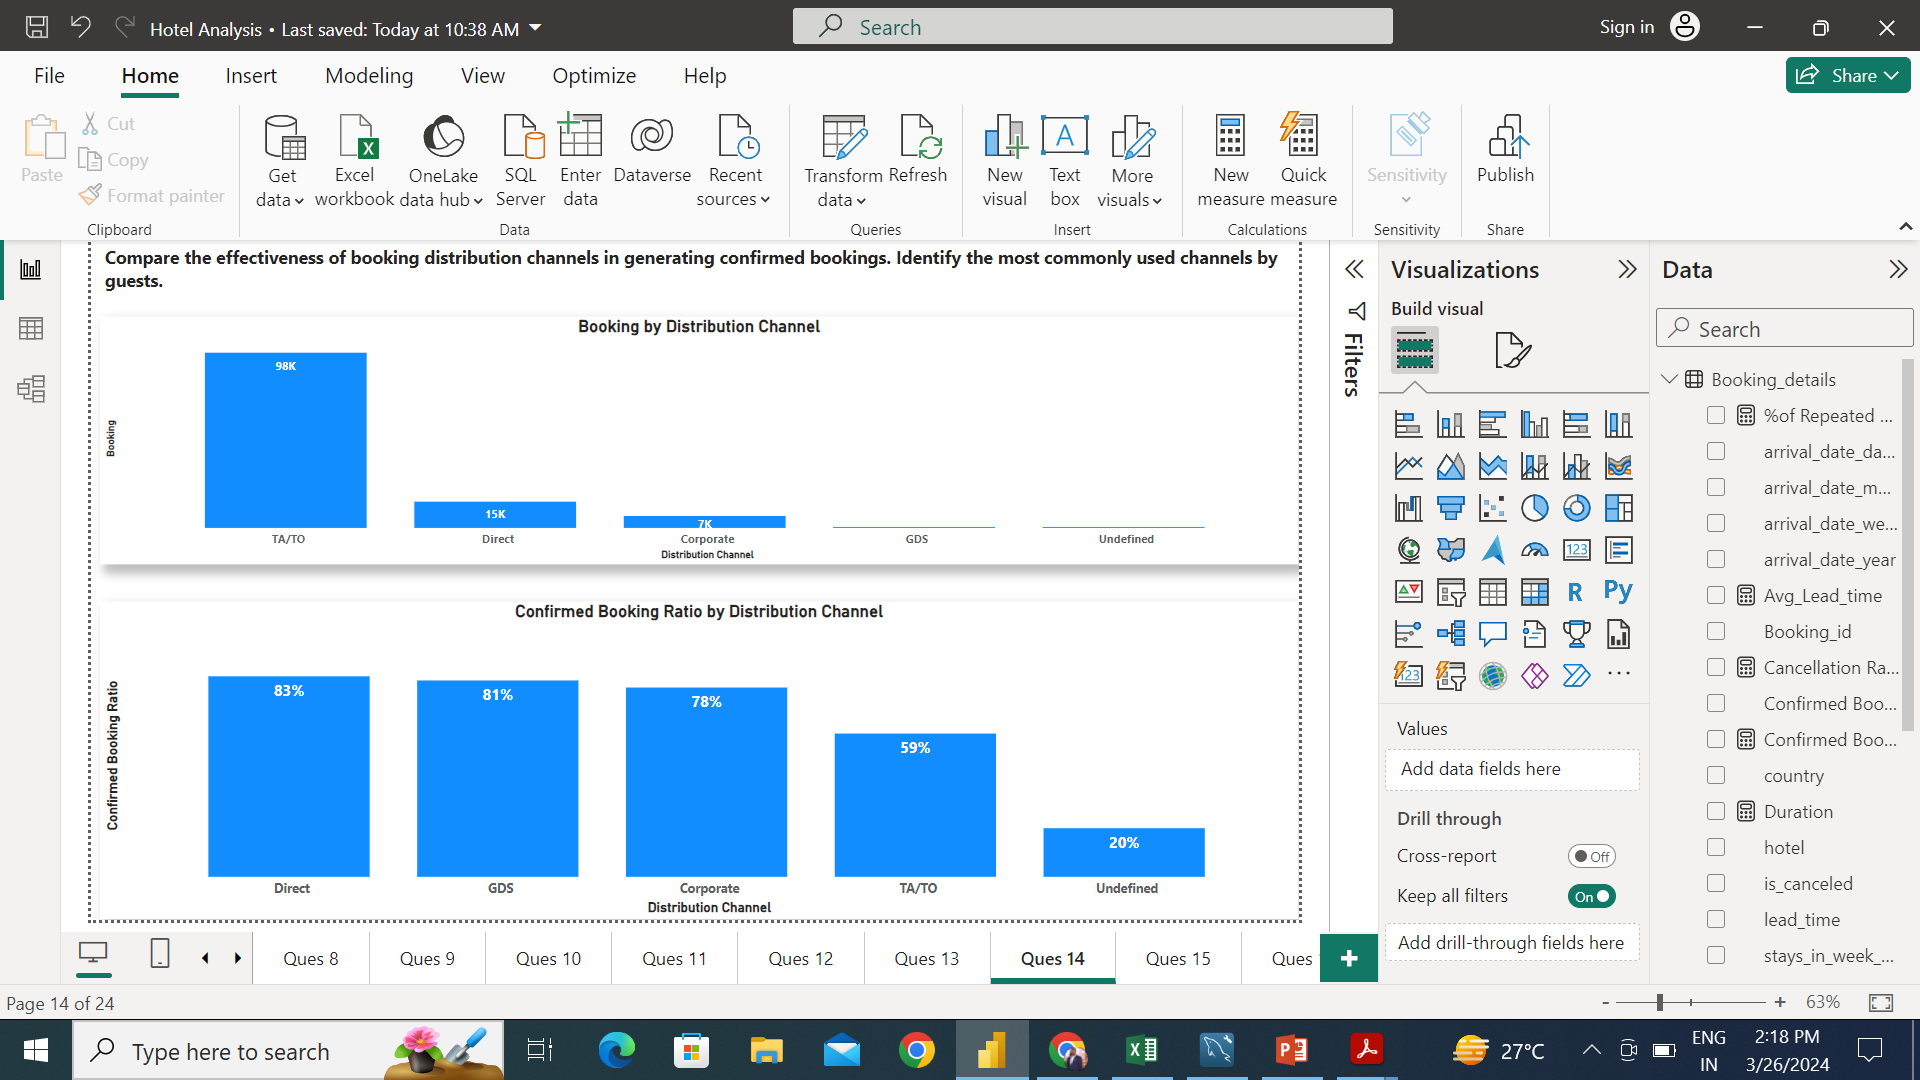 Hotel Analysis • Last saved: Today at 10:38 AM
Search
Sign in
File
Home
Insert
Modeling
View
Optimize
Help
Share
Paste
Cut
Copy
Format painter
Clipboard
Get data
Excel workbook
OneLake data hub
SQL Server
Enter data
Dataverse
Recent sources
Data
Transform data
Refresh
Queries
New visual
Text box
More visuals
Insert
New measure
Quick measure
Calculations
Sensitivity
Sensitivity
Publish
Share
Compare the effectiveness of booking distribution channels in generating confirmed bookings. Identify the most commonly used channels by
guests.
Booking by Distribution Channel
Booking
98K
15K
7K
TA/TO
Direct
Corporate
GDS
Undefined
Distribution Channel
Confirmed Booking Ratio by Distribution Channel
Confirmed Booking Ratio
83%
81%
78%
59%
20%
Direct
GDS
Corporate
TA/TO
Undefined
Distribution Channel
Filters
Visualizations
Build visual
123
R
Py
123
Values
Add data fields here
Drill through
Cross-report
Off
Keep all filters
On
Add drill-through fields here
Data
Search
Booking_details
%of Repeated ...
arrival_date_da...
arrival_date_m...
arrival_date_we...
arrival_date_year
Avg_Lead_time
Booking_id
Cancellation Ra...
Confirmed Boo...
Confirmed Boo...
country
Duration
hotel
is_canceled
lead_time
stays_in_week_...
Ques 8
Ques 9
Ques 10
Ques 11
Ques 12
Ques 13
Ques 14
Ques 15
Ques
Page 14 of 24
- + 63%
Type here to search
27°C
ENG
IN
2:18 PM
3/26/2024